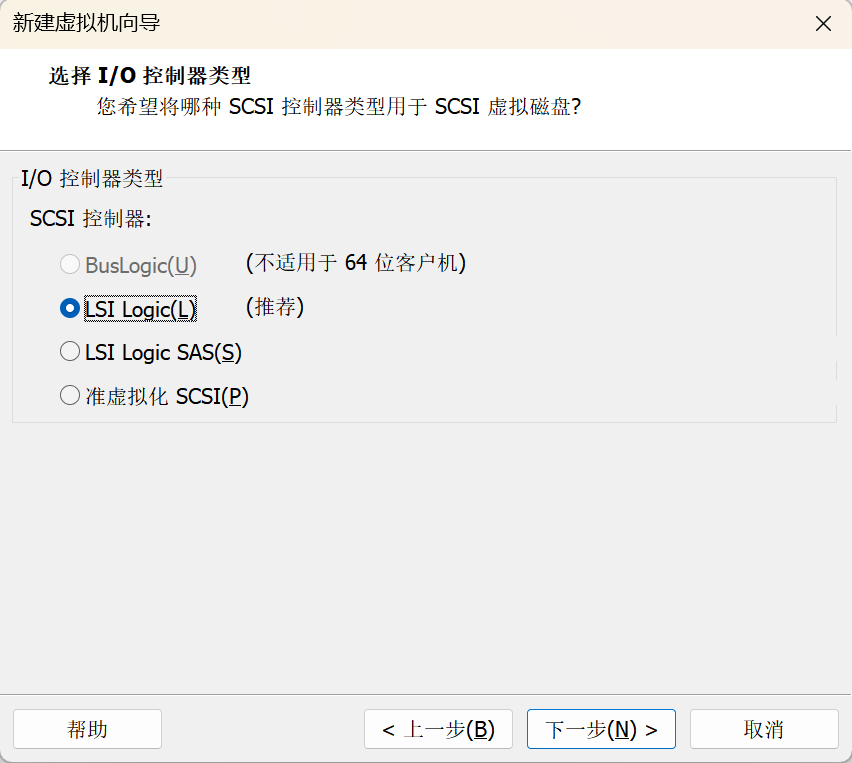 新建虚拟机向导
选择 I/O 控制器类型
您希望将哪种 SCSI 控制器类型用于 SCSI 虚拟磁盘?
I/O 控制器类型
SCSI 控制器:
BusLogic(U) (不适用于 64 位客户机)
LSI Logic(L) (推荐)
LSI Logic SAS(S)
准虚拟化 SCSI(P)
帮助 < 上一步(B) 下一步(N) > 取消